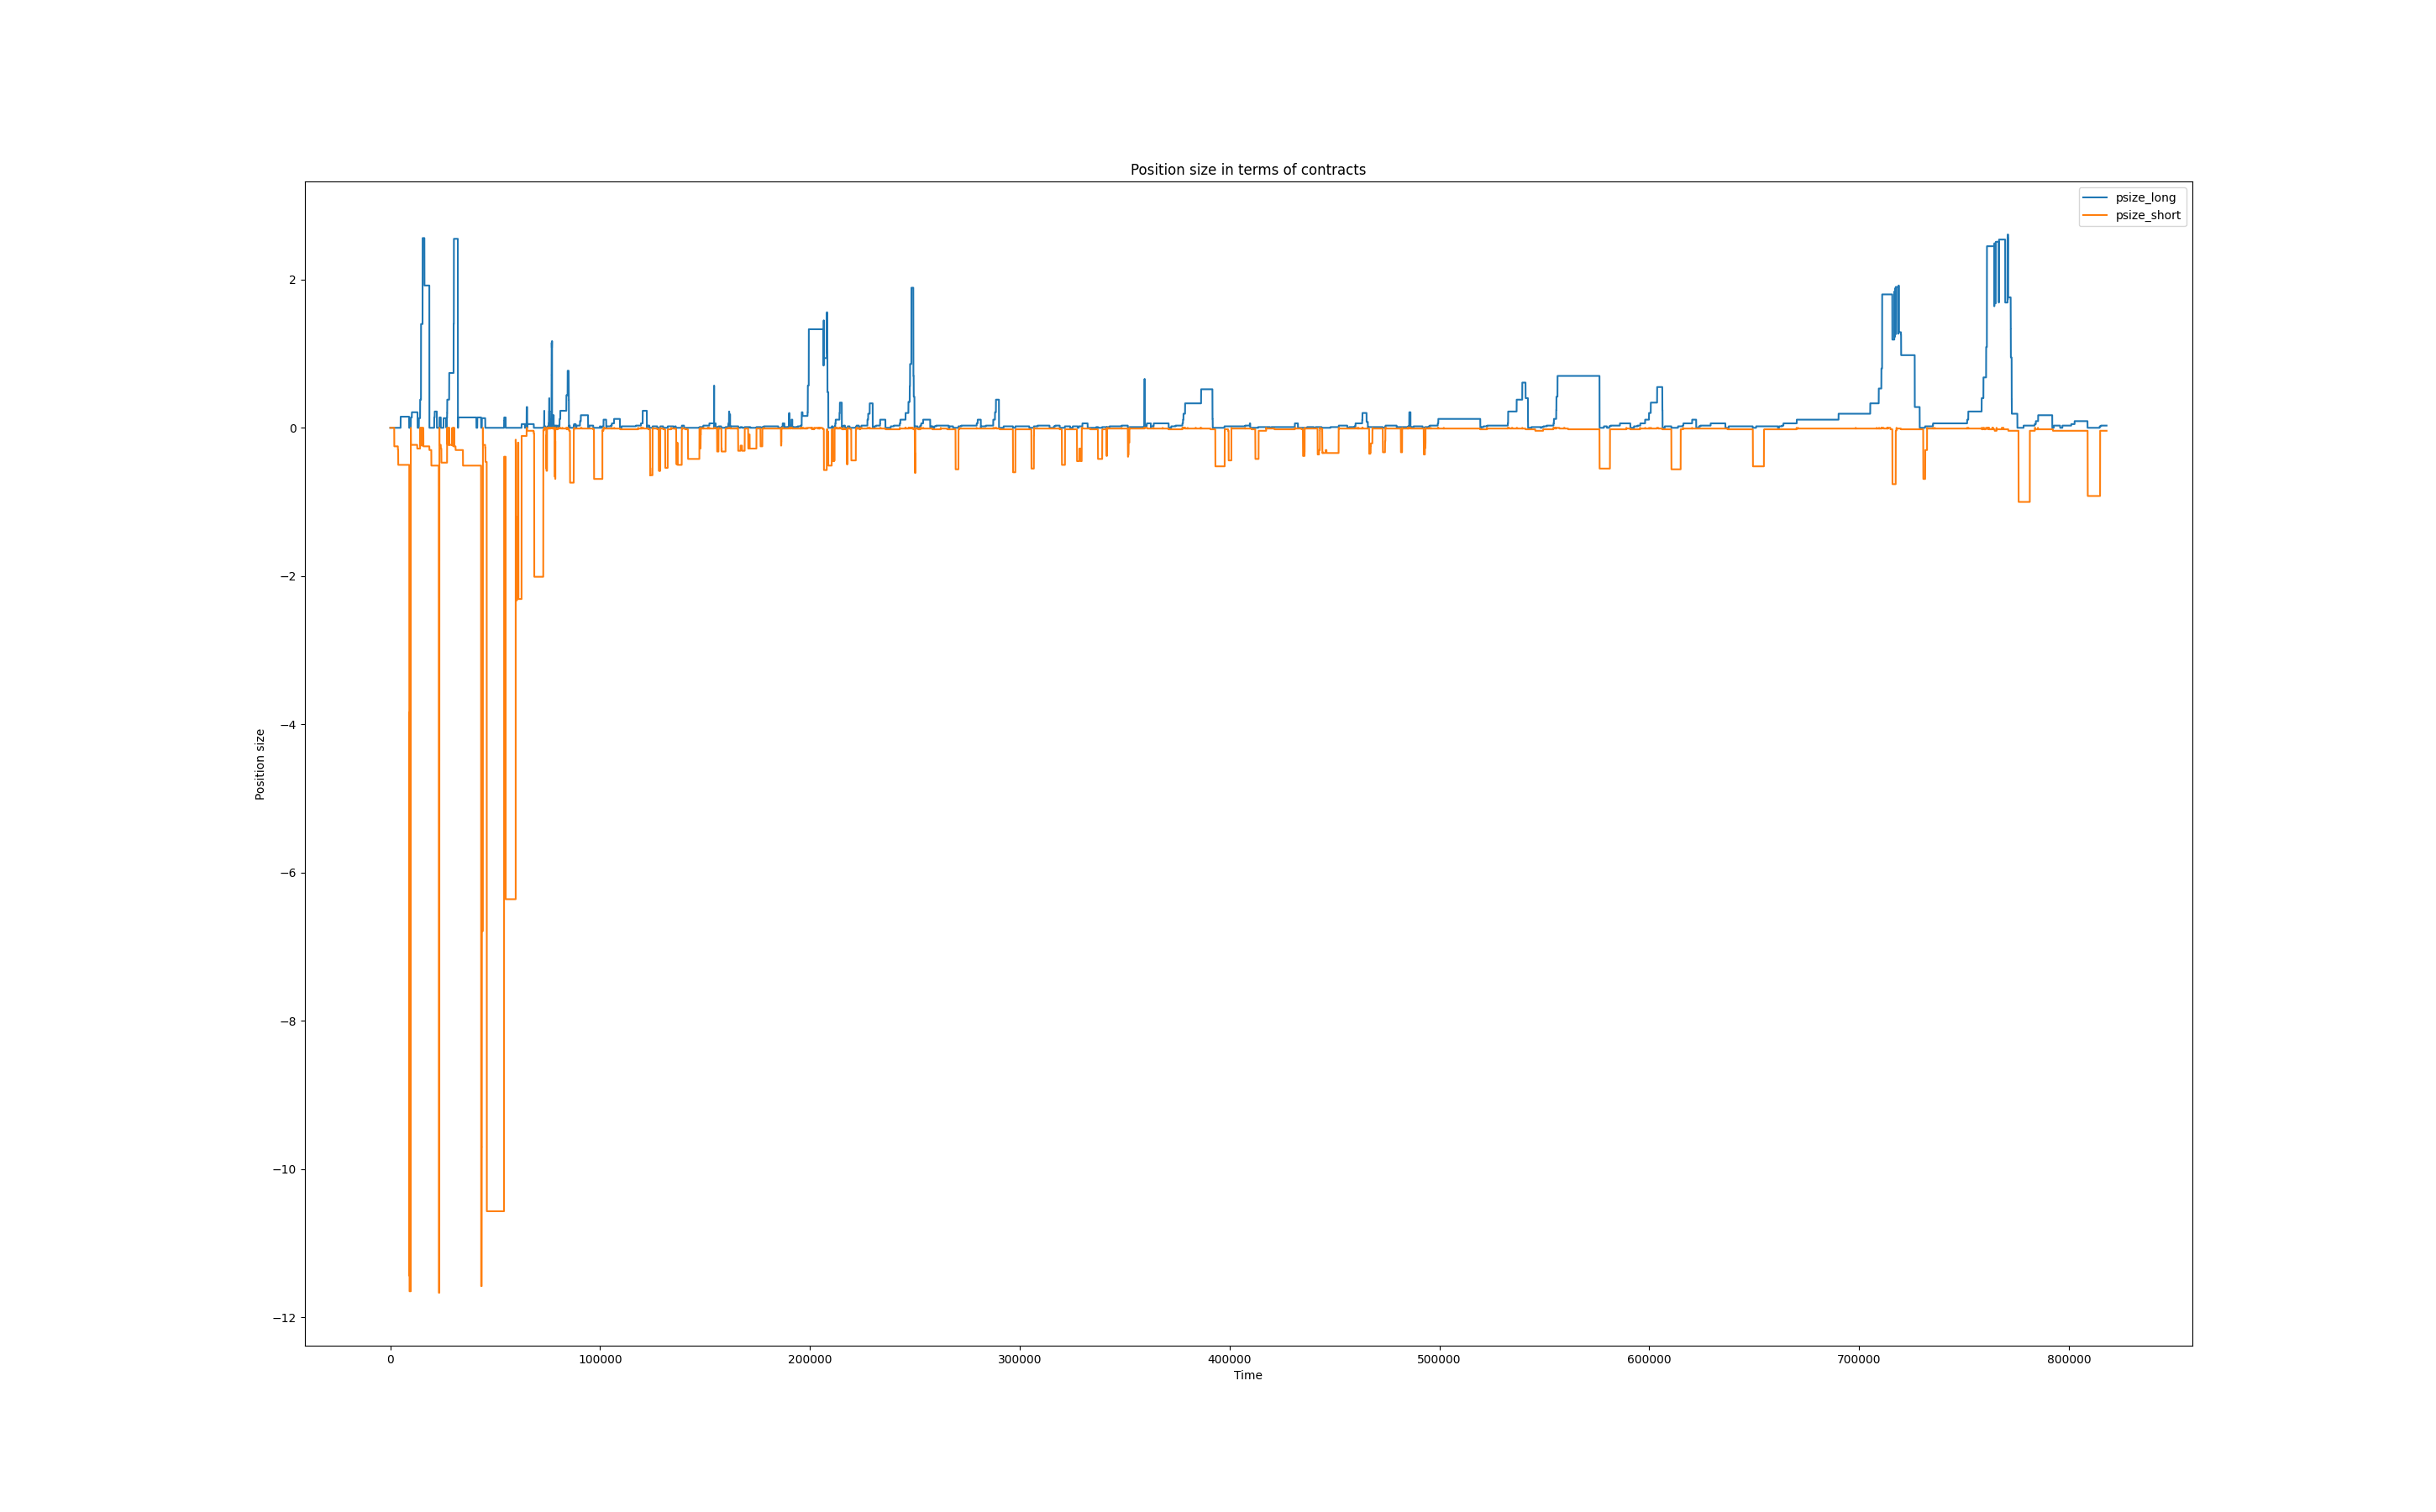 Position size in terms of contracts
psize_long
psize_short
2
0
−2
−4
−6
−8
−10
−12
Position size
0 100000 200000 300000 400000 500000 600000 700000 800000
Time